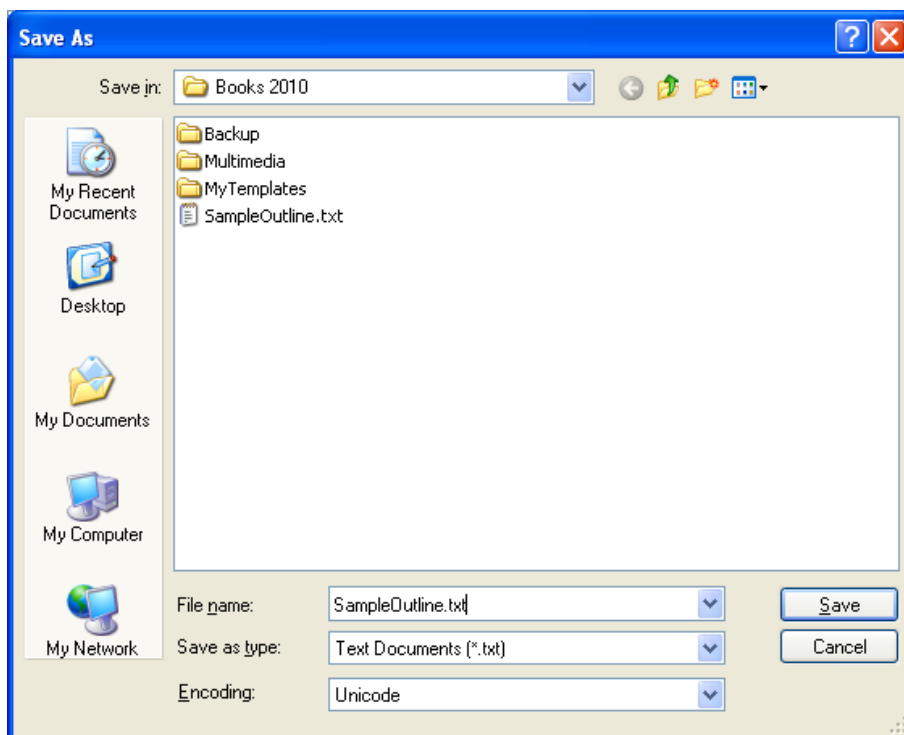 Save As
?
Save in:
Books 2010
My Recent
Documents
Desktop
My Documents
My Computer
My Network
Backup
Multimedia
MyTemplates
SampleOutline.txt
File name:
SampleOutline.txt
Save
Save as type:
Text Documents (*.txt)
Cancel
Encoding:
Unicode